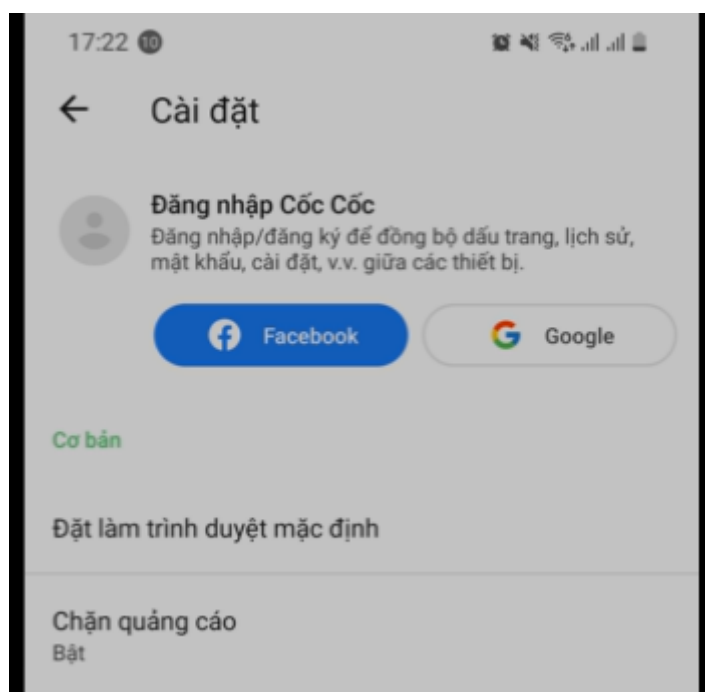 17:22 10
Cài đặt
Đăng nhập Cốc Cốc
Đăng nhập/đăng ký để đồng bộ dấu trang, lịch sử,
mật khẩu, cài đặt, v.v. giữa các thiết bị.
Facebook Google
Cơ bản
Đặt làm trình duyệt mặc định
Chặn quảng cáo
Bật